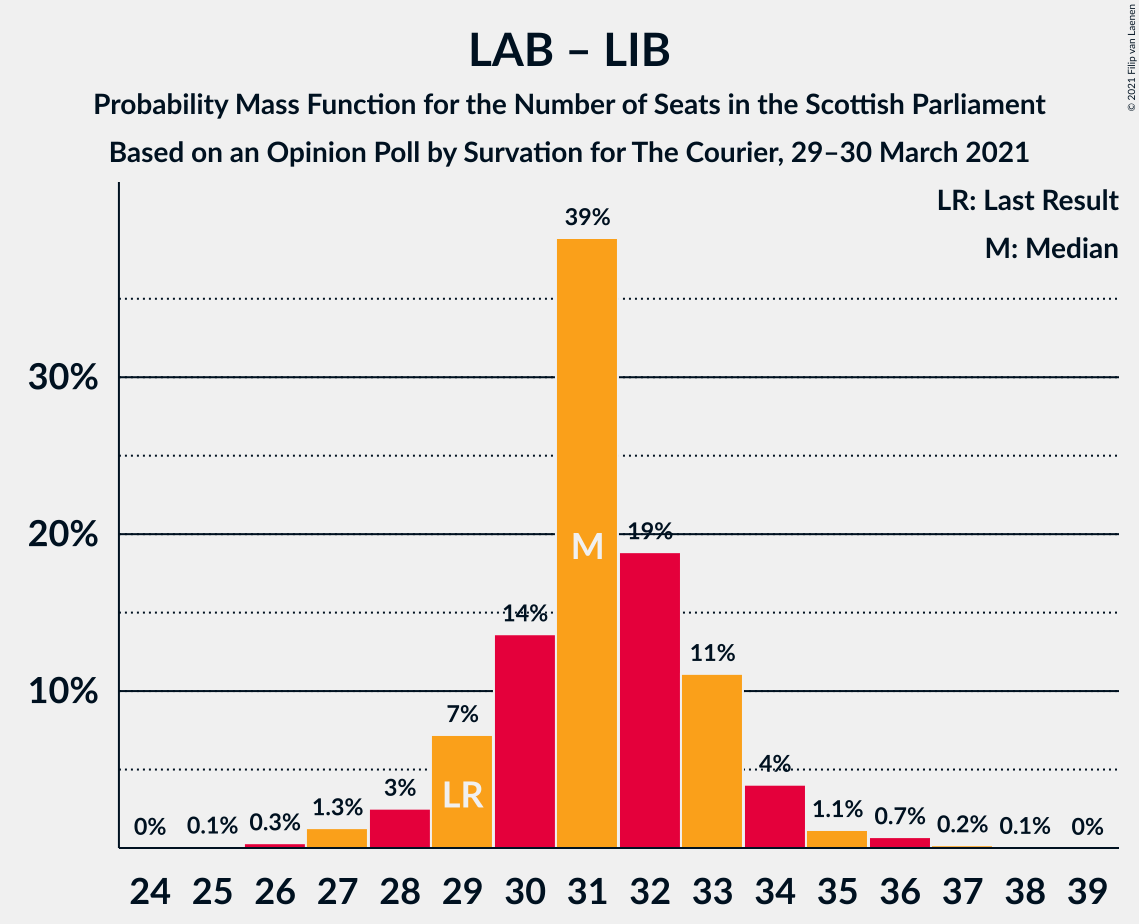 LAB – LIB
Probability Mass Function for the Number of Seats in the Scottish Parliament
Based on an Opinion Poll by Survation for The Courier, 29–30 March 2021
© 2021 Filip van Laenen
LR: Last Result
M: Median
30%
20%
10%
0%
0.1%
0.3%
1.3%
3%
7%
14%
39%
19%
11%
4%
1.1%
0.7%
0.2%
0.1%
0%
LR
M
24 25 26 27 28 29 30 31 32 33 34 35 36 37 38 39